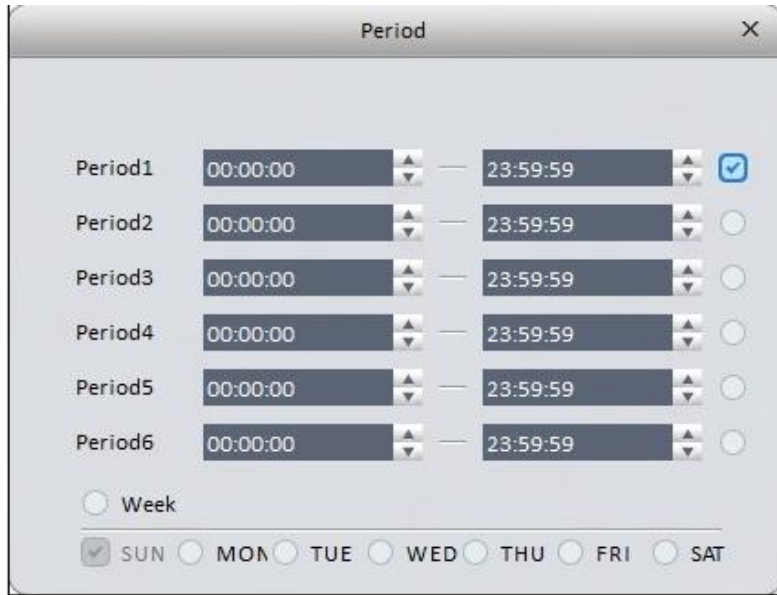 Period
Period1 00:00:00 — 23:59:59
Period2 00:00:00 — 23:59:59
Period3 00:00:00 — 23:59:59
Period4 00:00:00 — 23:59:59
Period5 00:00:00 — 23:59:59
Period6 00:00:00 — 23:59:59
Week
SUN MON TUE WED THU FRI SAT